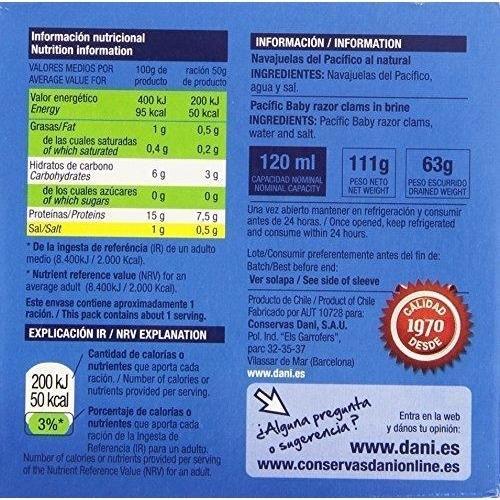 Información nutricional
Nutrition information
VALORES MEDIOS POR 100g de ración 50g
AVERAGE VALUE FOR producto de producto
Valor energético 400 kJ 200 kJ
Energy 95 kcal 50 kcal
Grasas/Fat 1 g 0,5 g
de las cuales saturadas
of which saturated 0,4 g 0,2 g
Hidratos de carbono
Carbohydrates 6 g 3 g
de los cuales azúcares
of which sugars 0 g 0 g
Proteínas/Proteins 15 g 7,5 g
Sal/Salt 1 g 0,5 g
* De la ingesta de referéncia (IR) de un adulto
medio (8.400kJ / 2.000 Kcal).
* Nutrient reference value (NRV) for an
average adult (8.400kJ / 2.000 Kcal).
Este envase contiene aproximadamente 1
ración. / This pack contains about 1 serving.
EXPLICACIÓN IR / NRV EXPLANATION
200 kJ
50 kcal
3%*
Cantidad de calorías o
nutrientes que aporta cada
ración. / Number of calories or
nutrients provided per serving.
Porcentaje de calorías o
nutrientes que aporta cada
ración de la Ingesta de
Referencia (IR) para un adulto.
Number of calories or nutrients provided per serving
of the Nutrient Reference Value (NRV) for an adult.
INFORMACIÓN / INFORMATION
Navajuelas del Pacífico al natural
INGREDIENTES: Navajuelas del Pacífico,
agua y sal.
Pacific Baby razor clams in brine
INGREDIENTS: Pacific Baby razor clams,
water and salt.
120 ml
CAPACIDAD NOMINAL
NOMINAL CAPACITY
111g
PESO NETO
NET WEIGHT
63g
PESO ESCURRIDO
DRAINED WEIGHT
Una vez abierto mantener en refrigeración y consumir
antes de 24 horas. / Once opened, keep refrigerated
and consume within 24 hours.
Lote/Consumir preferentemente antes del fin de:
Batch/Best before end:
Ver solapa / See side of sleeve
Producto de Chile / Product of Chile
Fabricado por AUT 10728 para:
Conservas Dani, S.A.U.
Pol. Ind. "Els Garrofers",
parc 32-35-37
Vilassar de Mar (Barcelona)
www.dani.es
CALIDAD
1970
DESDE
¿Alguna pregunta
o sugerencia?
Entra en la web
y dános tu opinión:
www.dani.es
www.conservasdanionline.es